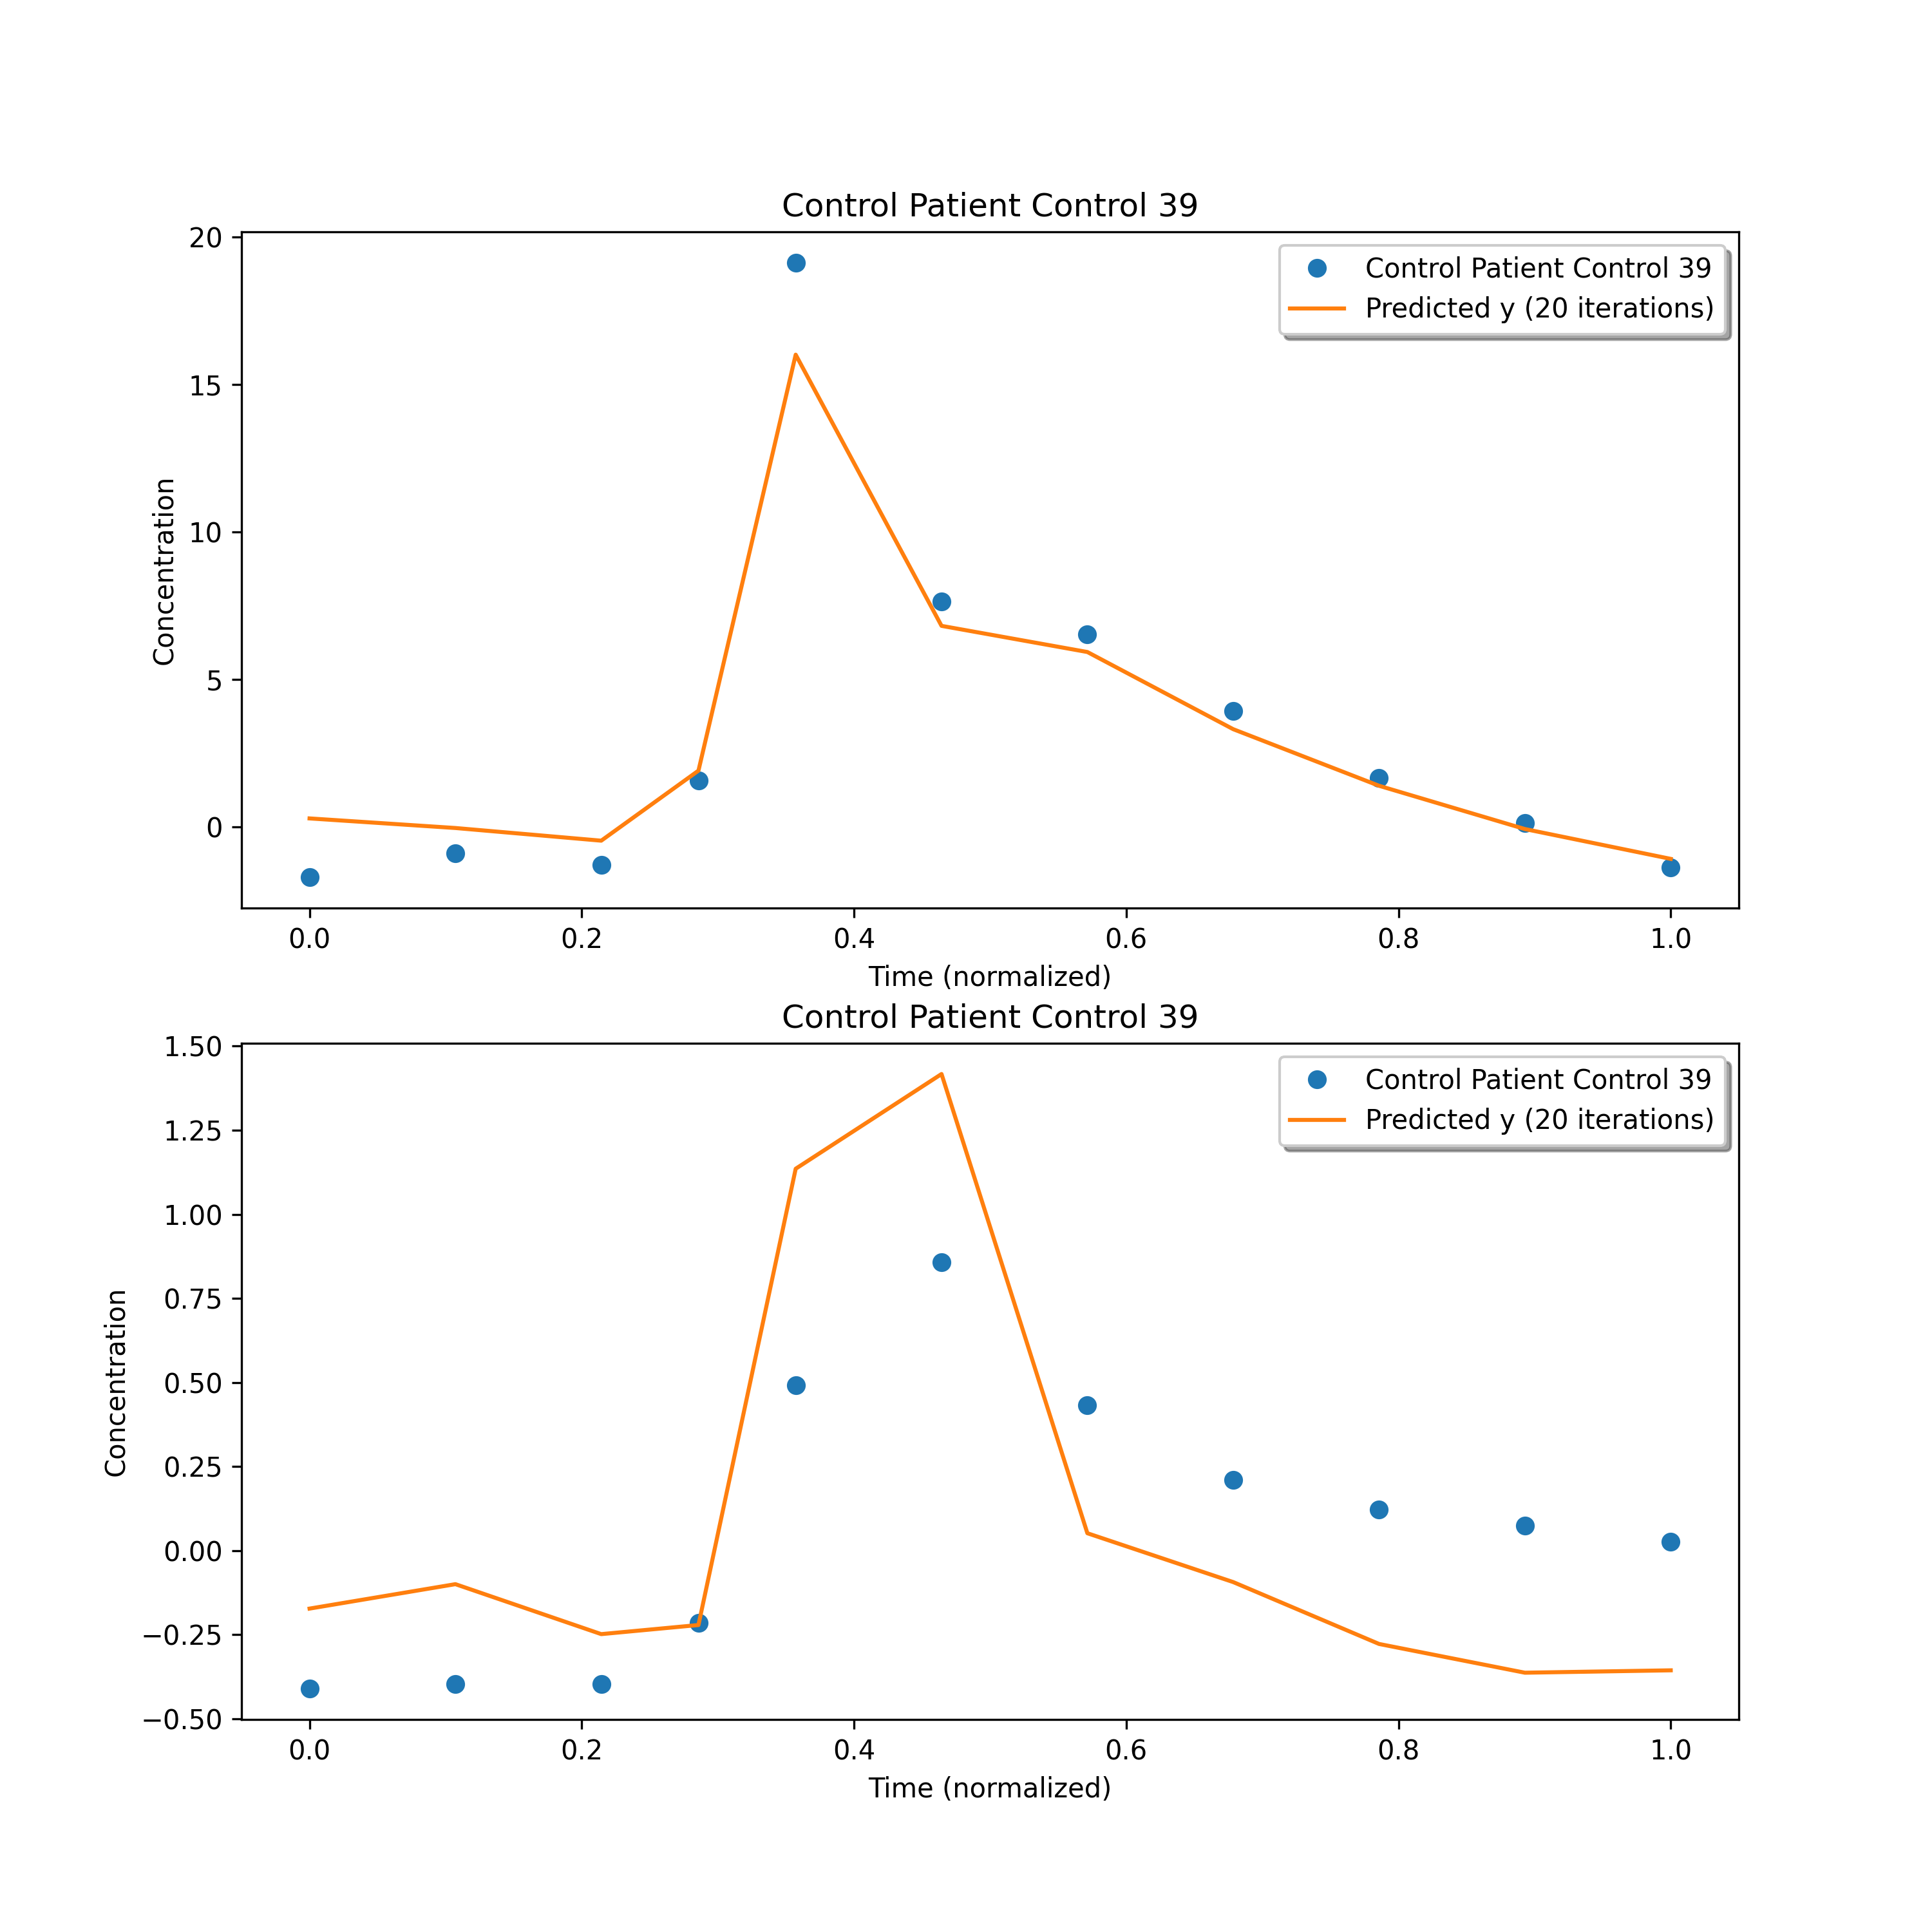 Control Patient Control 39
20
15
10
5
0
Concentration
Control Patient Control 39
Predicted y (20 iterations)
0.0 0.2 0.4 0.6 0.8 1.0
Time (normalized)
Control Patient Control 39
1.50
1.25
1.00
0.75
0.50
0.25
0.00
−0.25
−0.50
Concentration
Control Patient Control 39
Predicted y (20 iterations)
0.0 0.2 0.4 0.6 0.8 1.0
Time (normalized)